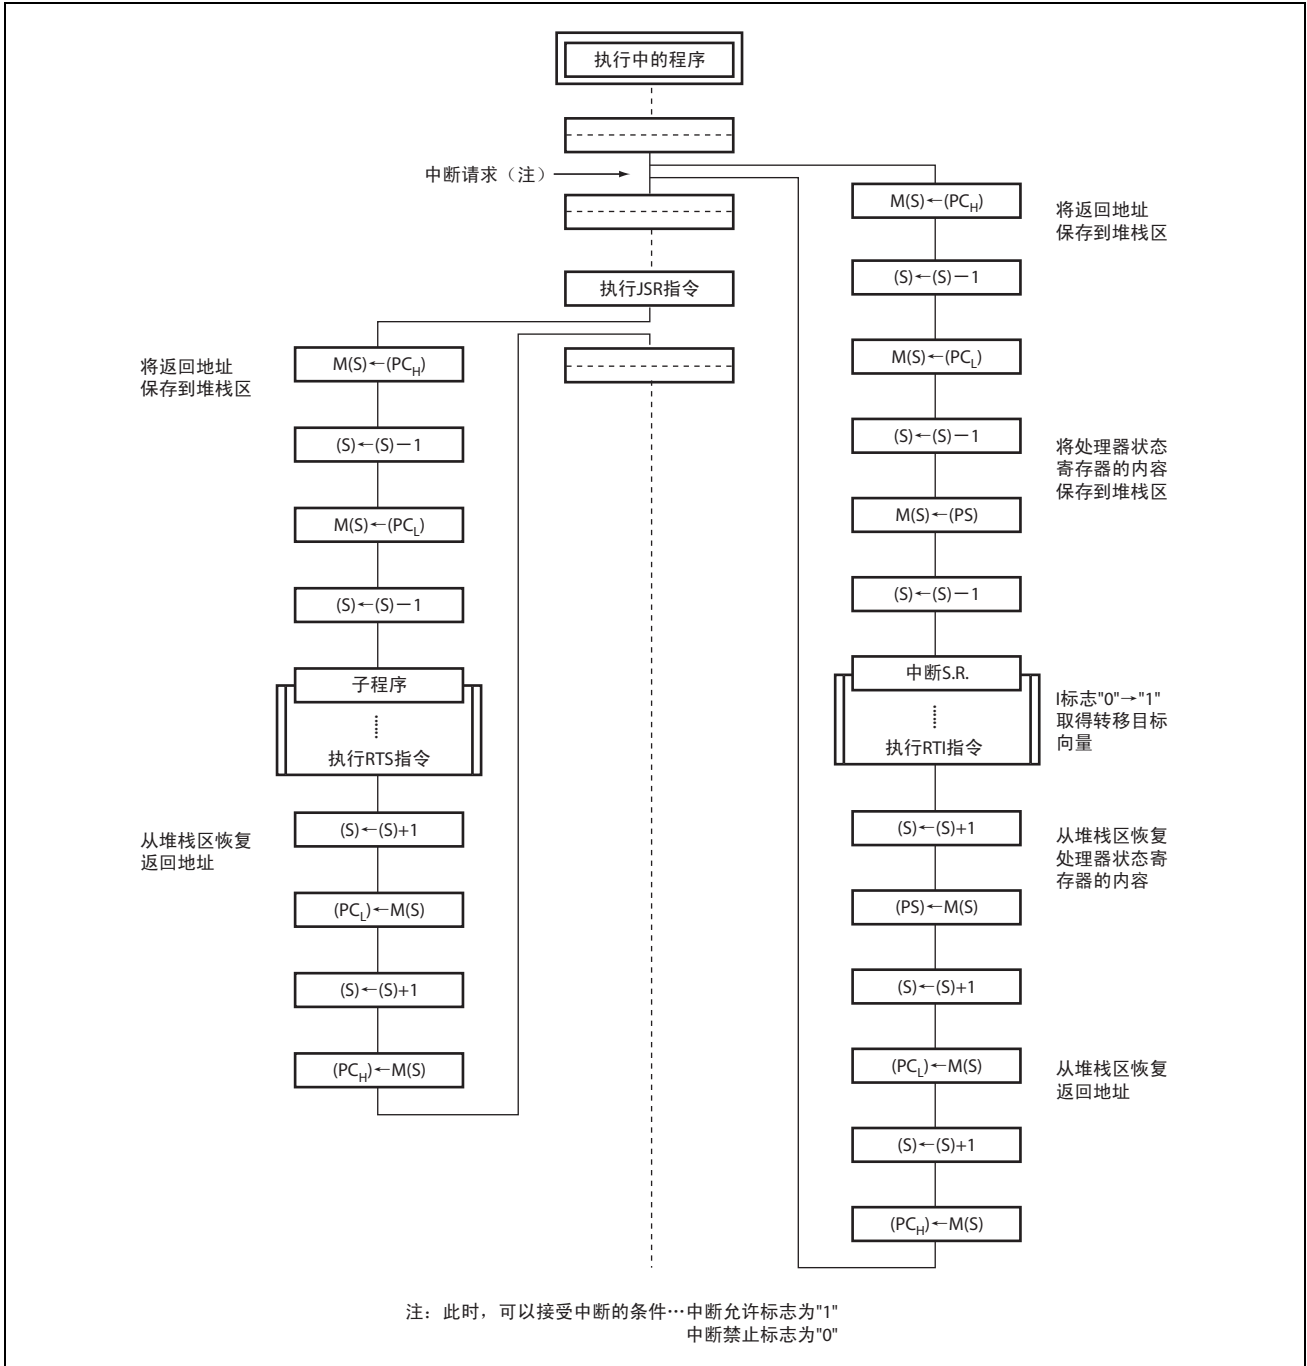 执行中的程序
中断请求（注）
执行JSR指令
将返回地址
保存到堆栈区
M(S)←(PCH)
(S)←(S)－1
M(S)←(PCL)
(S)←(S)－1
子程序
执行RTS指令
从堆栈区恢复
返回地址
(S)←(S)+1
(PCL)←M(S)
(S)←(S)+1
(PCH)←M(S)
M(S)←(PCH)
将返回地址
保存到堆栈区
(S)←(S)－1
M(S)←(PCL)
(S)←(S)－1
将处理器状态
寄存器的内容
保存到堆栈区
M(S)←(PS)
(S)←(S)－1
中断S.R.
执行RTI指令
I标志"0"→"1"
取得转移目标
向量
(S)←(S)+1
从堆栈区恢复
处理器状态寄
存器的内容
(PS)←M(S)
(S)←(S)+1
(PCL)←M(S)
从堆栈区恢复
返回地址
(S)←(S)+1
(PCH)←M(S)
注：此时，可以接受中断的条件…中断允许标志为"1"
中断禁止标志为"0"